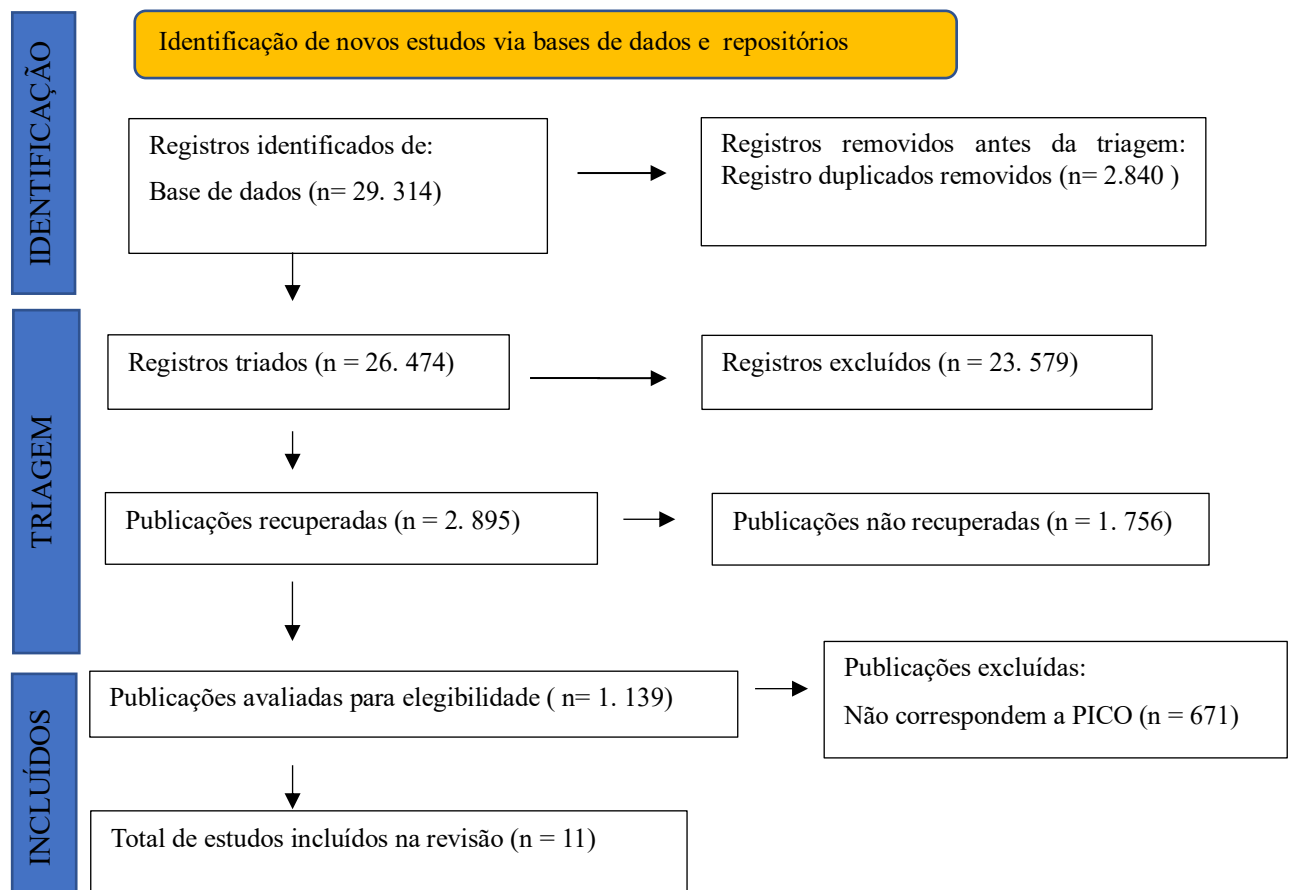 IDENTIFICAÇÃO
Identificação de novos estudos via bases de dados e repositórios
Registros identificados de:
Base de dados (n= 29. 314)
Registros removidos antes da triagem:
Registro duplicados removidos (n= 2.840 )
TRIAGEM
Registros triados (n = 26. 474)
Registros excluídos (n = 23. 579)
Publicações recuperadas (n = 2. 895)
Publicações não recuperadas (n = 1. 756)
INCLUÍDOS
Publicações avaliadas para elegibilidade ( n= 1. 139)
Publicações excluídas:
Não correspondem a PICO (n = 671)
Total de estudos incluídos na revisão (n = 11)